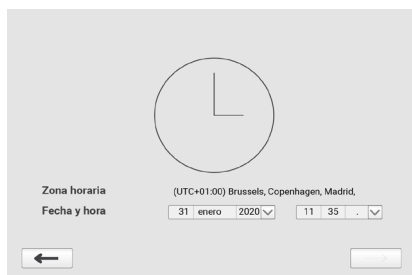 Zona horaria (UTC+01:00) Brussels, Copenhagen, Madrid,
Fecha y hora 31 enero 2020 11 35 .